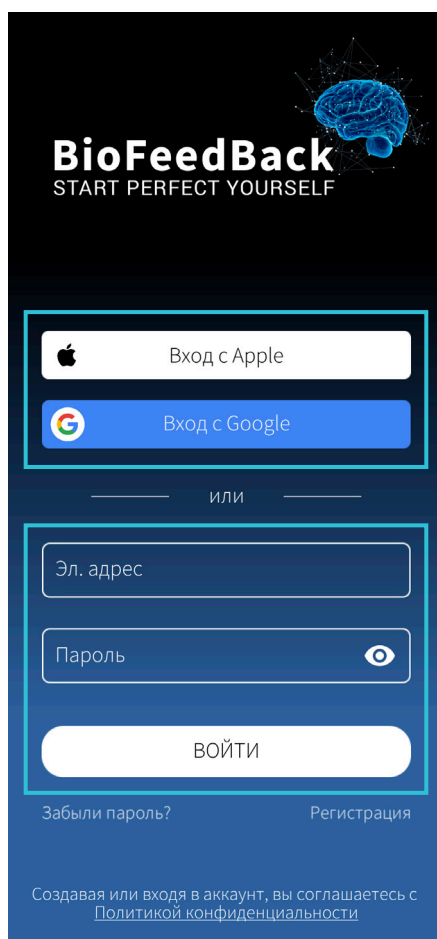 BioFeedBack
START PERFECT YOURSELF
Вход с Apple
Вход с Google
или
Эл. адрес
Пароль
ВОЙТИ
Забыли пароль? Регистрация
Создавая или входя в аккаунт, вы соглашаетесь с
Политикой конфиденциальности